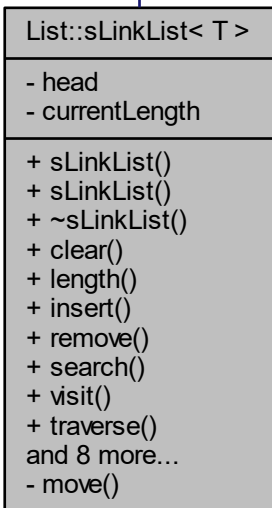 List::sLinkList< T >
- head
- currentLength
+ sLinkList()
+ sLinkList()
+ ~sLinkList()
+ clear()
+ length()
+ insert()
+ remove()
+ search()
+ visit()
+ traverse()
and 8 more...
- move()